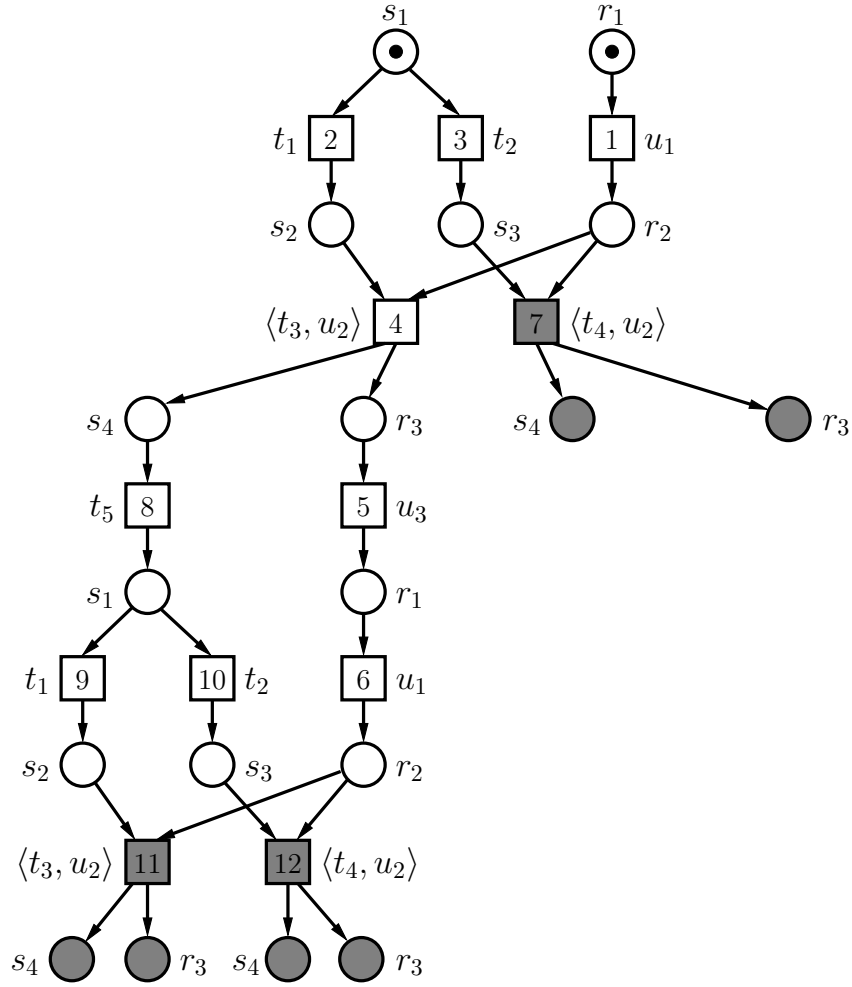 s₁ r₁
t₁ 2 3 t₂ 1 u₁
s₂ s₃ r₂
⟨t₃, u₂⟩ 4 7 ⟨t₄, u₂⟩
s₄ r₃ s₄ r₃
t₅ 8 5 u₃
s₁ r₁
t₁ 9 10 t₂ 6 u₁
s₂ s₃ r₂
⟨t₃, u₂⟩ 11 12 ⟨t₄, u₂⟩
s₄ r₃ s₄ r₃